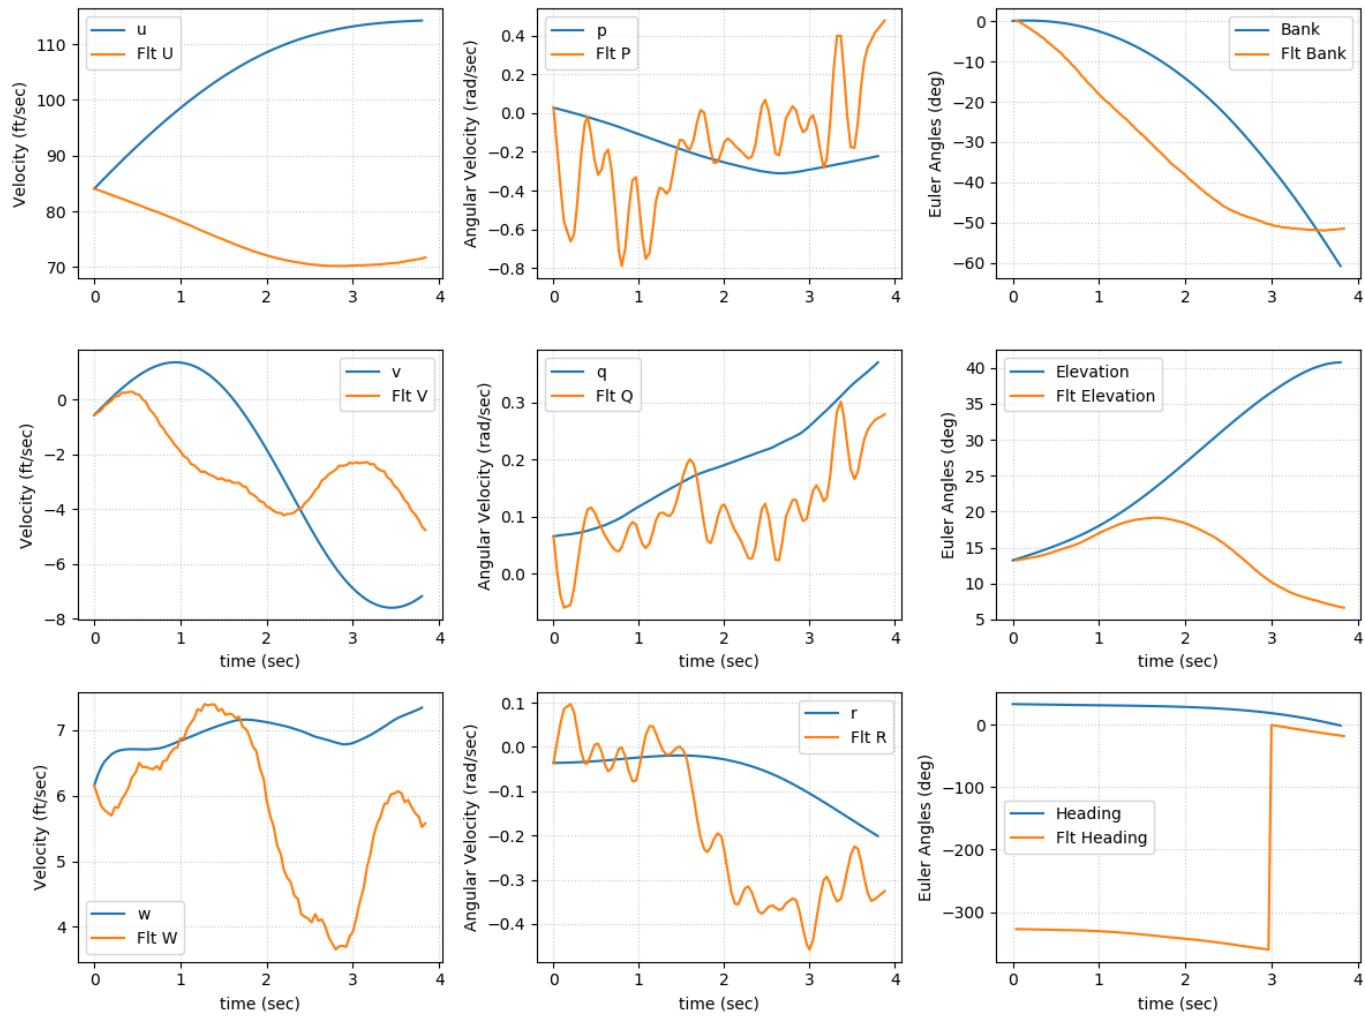 u
Flt U
Velocity (ft/sec)
110
100
90
80
70
0 1 2 3 4
p
Flt P
Angular Velocity (rad/sec)
0.4
0.2
0.0
−0.2
−0.4
−0.6
−0.8
0 1 2 3 4
Bank
Flt Bank
Euler Angles (deg)
0
−10
−20
−30
−40
−50
−60
0 1 2 3 4
v
Flt V
Velocity (ft/sec)
0
−2
−4
−6
−8
0 1 2 3 4
time (sec)
q
Flt Q
Angular Velocity (rad/sec)
0.3
0.2
0.1
0.0
0 1 2 3 4
time (sec)
Elevation
Flt Elevation
Euler Angles (deg)
40
35
30
25
20
15
10
5
0 1 2 3 4
time (sec)
w
Flt W
Velocity (ft/sec)
7
6
5
4
0 1 2 3 4
time (sec)
r
Flt R
Angular Velocity (rad/sec)
0.1
0.0
−0.1
−0.2
−0.3
−0.4
0 1 2 3 4
time (sec)
Heading
Flt Heading
Euler Angles (deg)
0
−100
−200
−300
0 1 2 3 4
time (sec)